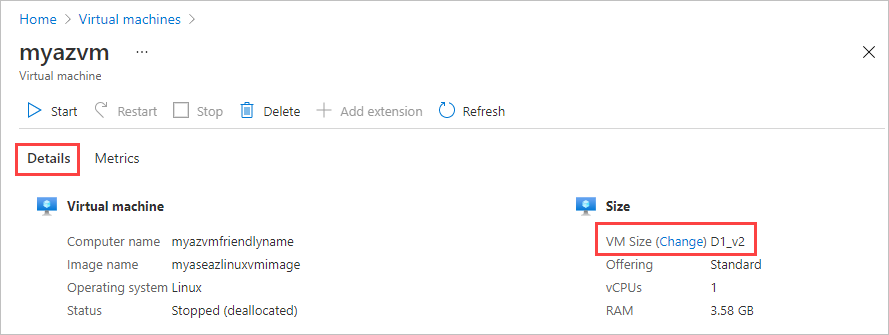 Home > Virtual machines >
myazvm ...
Virtual machine
Start Restart Stop Delete Add extension Refresh
Details Metrics
Virtual machine Size
Computer name myazvmfriendlyname VM Size (Change) D1_v2
Image name myaseazlinuxvmimage Offering Standard
Operating system Linux vCPUs 1
Status Stopped (deallocated) RAM 3.58 GB